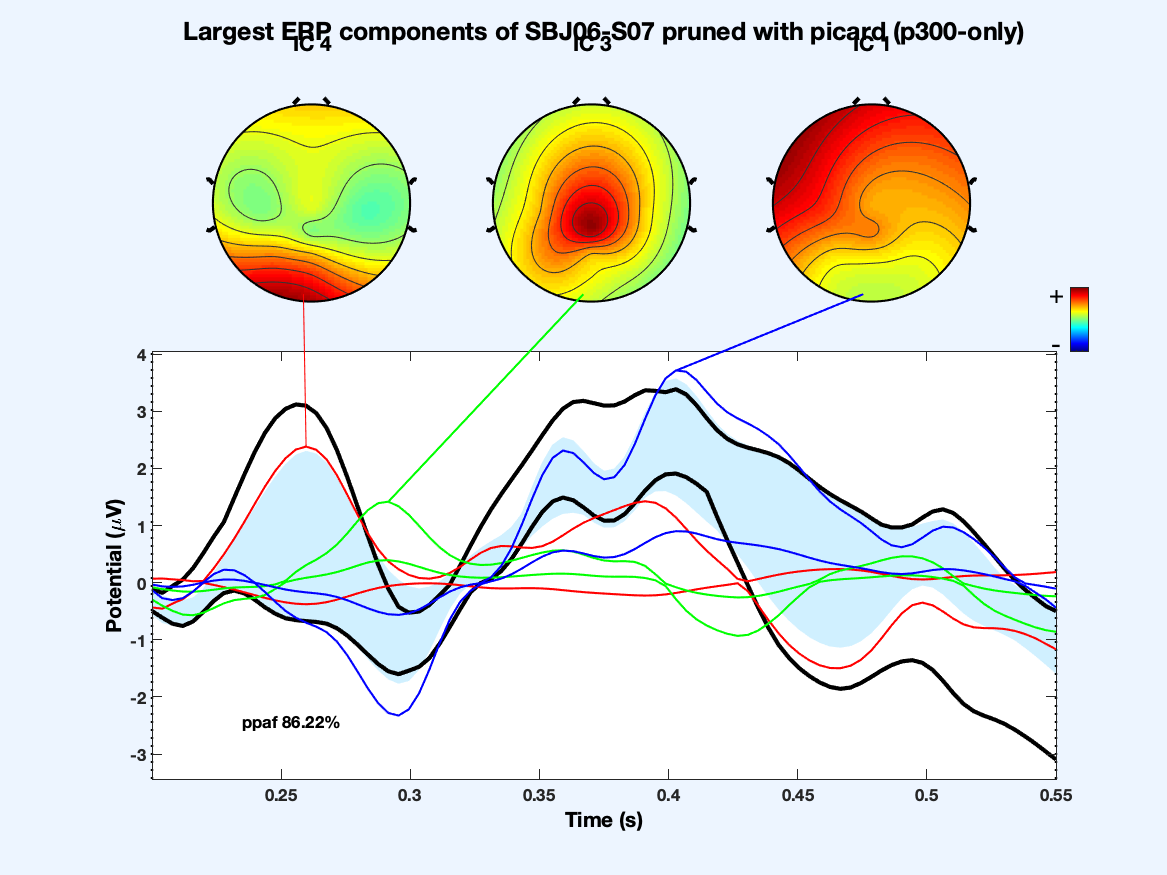 Largest ERP components of SBJ06-S07 pruned with picard (p300-only)
IC 4 IC 3 IC 1
+
-
4
3
2
1
0
-1
-2
-3
Potential (μV)
ppaf 86.22%
0.25 0.3 0.35 0.4 0.45 0.5 0.55
Time (s)